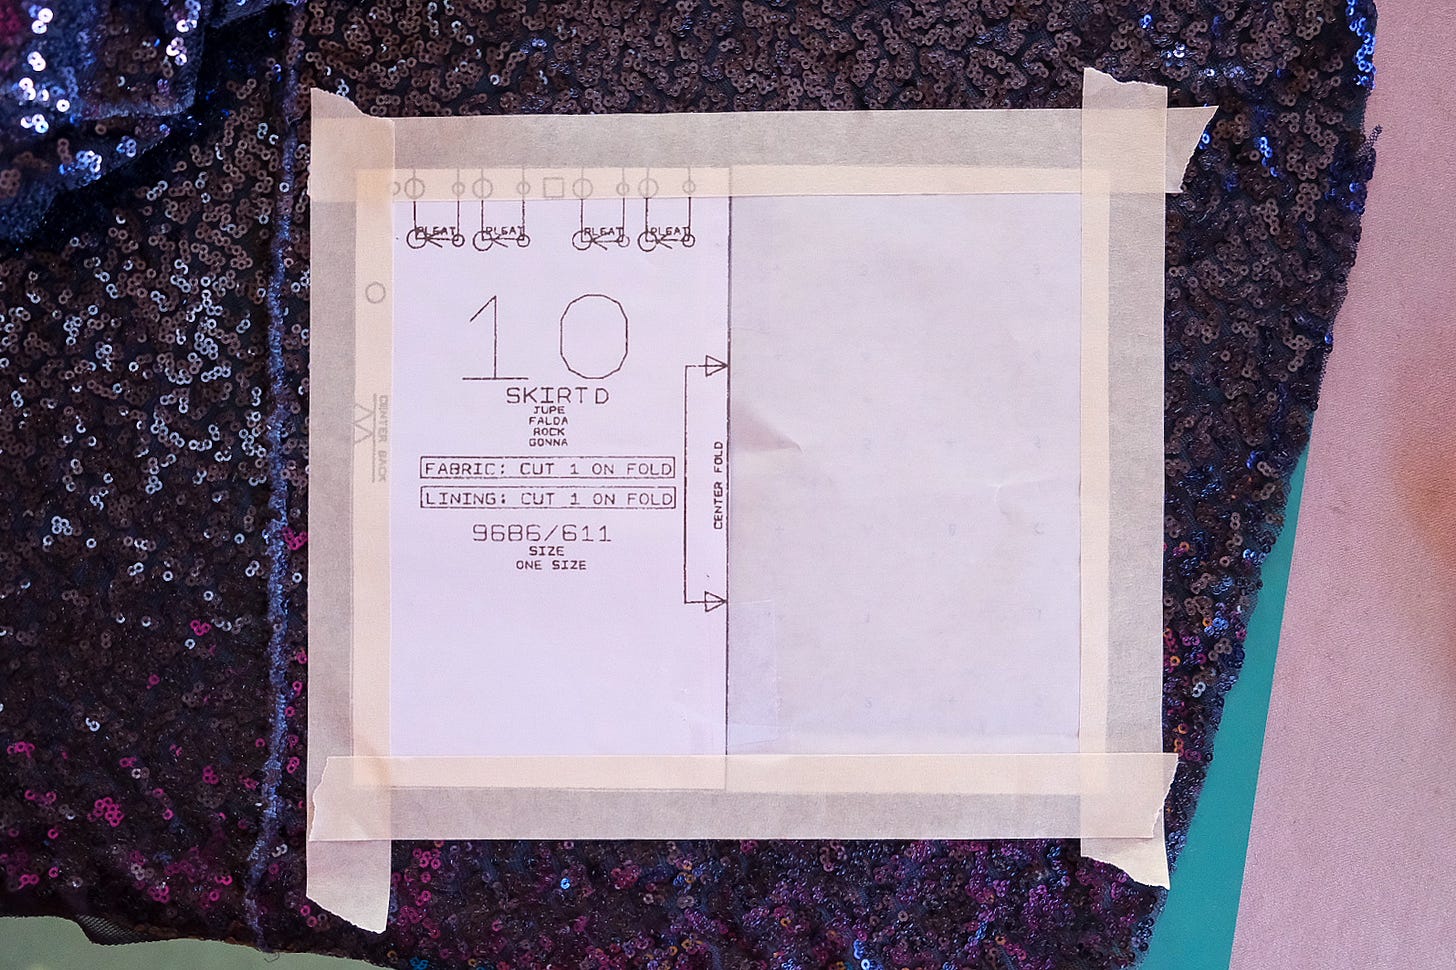 PLEAT PLEAT PLEAT PLEAT
10
SKIRT D
JUPE
FALDA
ROCK
GONNA
FABRIC: CUT 1 ON FOLD
LINING: CUT 1 ON FOLD
9686/611
SIZE
ONE SIZE
CENTER FOLD
CENTER BACK